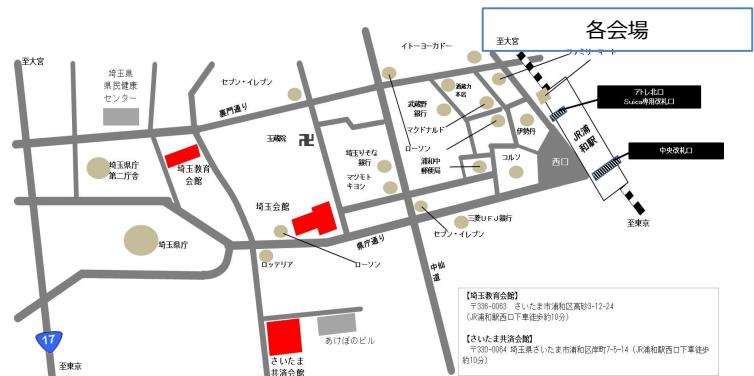 各会場
至大宮
埼玉県
県民健康
センター
セブン・イレブン
イトーヨーカドー
至大宮
ファミリーマート
裏門通り
玉蔵院
卍
武蔵野
銀行
酒蔵力
本店
マクドナルド
ローソン
伊勢丹
アトレ北口
Suica専用改札口
JR浦和駅
中央改札口
埼玉県庁
第二庁舎
埼玉教育
会館
埼玉りそな
銀行
マツモト
キヨシ
浦和中
郵便局
コルソ
西口
埼玉会館
三菱UFJ銀行
セブン・イレブン
至東京
埼玉県庁
県庁通り
ロッテリア
ローソン
中仙道
17
至東京
さいたま
共済会館
あけぼのビル
【埼玉教育会館】
〒336-0063 さいたま市浦和区高砂3-12-24
(JR浦和駅西口下車徒歩約10分)
【さいたま共済会館】
〒330-0064 埼玉県さいたま市浦和区岸町7-5-14 (JR浦和駅西口下車徒歩
約10分)